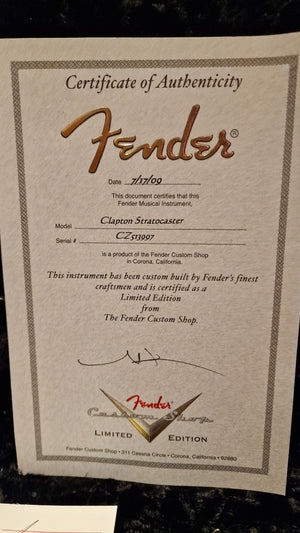 Certificate of Authenticity
Fender®
Date 7/17/09
This document certifies that this
Fender Musical Instrument,
Model Clapton Stratocaster
Serial # CZ513997
is a product of the Fender Custom Shop
in Corona, California.
This instrument has been custom built by Fender's finest
craftsmen and is certified as a
Limited Edition
from
The Fender Custom Shop.
Fender
Custom Shop
LIMITED EDITION
Fender Custom Shop • 311 Cessna Circle • Corona, California • 92880